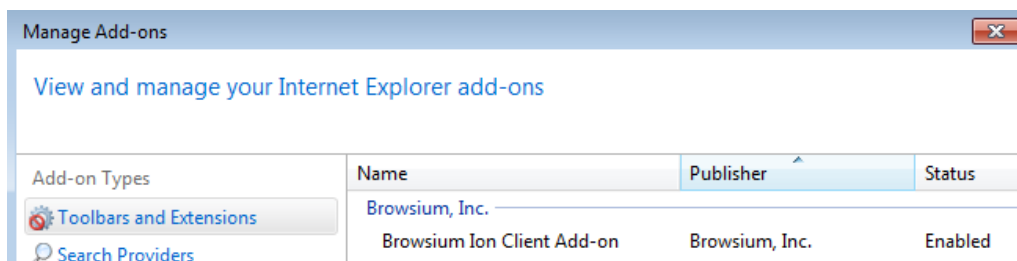 Manage Add-ons
View and manage your Internet Explorer add-ons
Add-on Types
Name Publisher Status
Toolbars and Extensions
Browsium, Inc.
Browsium Ion Client Add-on Browsium, Inc. Enabled
Search Providers